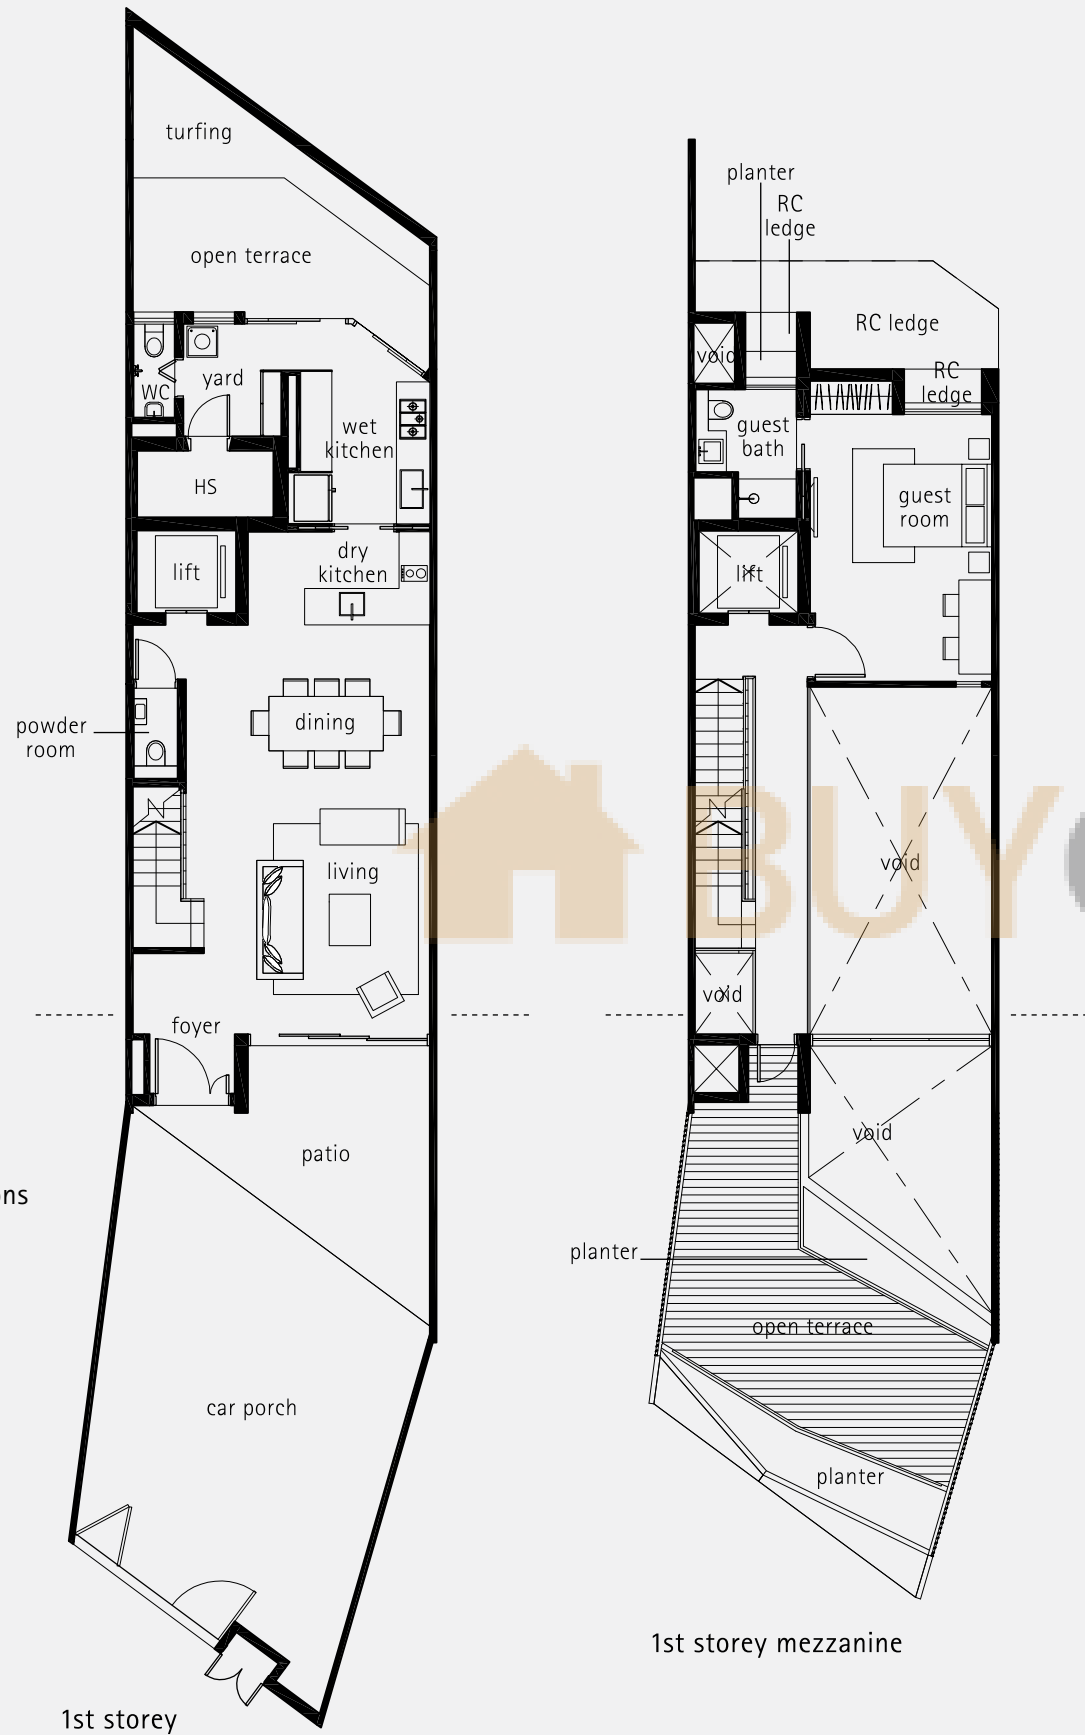 turfing
open terrace
WC
yard
wet
kitchen
HS
lift
dry
kitchen
powder
room
dining
living
foyer
patio
car porch
1st storey
planter
RC
ledge
RC ledge
void
RC
ledge
guest
bath
guest
room
lift
void
void
void
planter
open terrace
planter
1st storey mezzanine
BUY